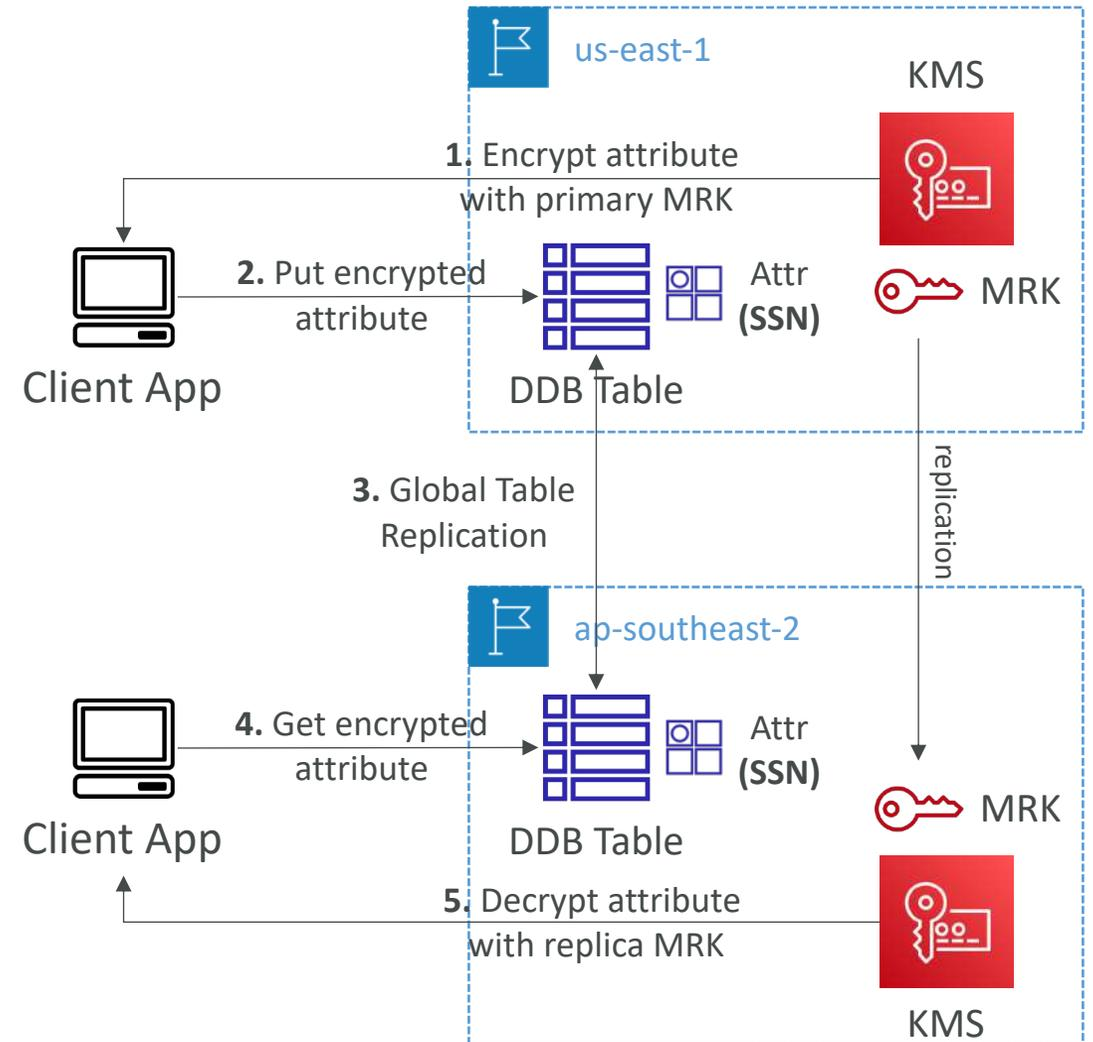 us-east-1
KMS
1. Encrypt attribute
with primary MRK
2. Put encrypted
attribute
Attr
(SSN)
MRK
Client App
DDB Table
3. Global Table
Replication
replication
ap-southeast-2
4. Get encrypted
attribute
Attr
(SSN)
MRK
Client App
DDB Table
5. Decrypt attribute
with replica MRK
KMS